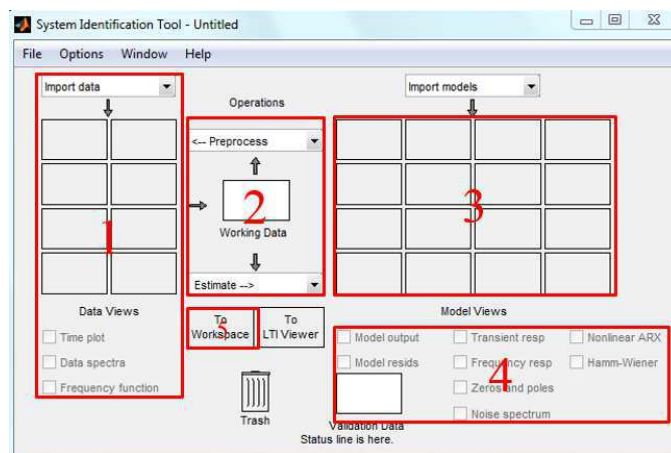 System Identification Tool - Untitled
File Options Window Help
Import data
Operations
Import models
<-- Preprocess
1
2
3
Working Data
Estimate -->
Data Views
Time plot
Data spectra
Frequency function
To Workspace
5
To LTI Viewer
Trash
Model Views
Model output
Transient resp
Nonlinear ARX
Model resids
Frequency resp
Hamm-Wiener
4
Zeros and poles
Noise spectrum
Validation Data
Status line is here.